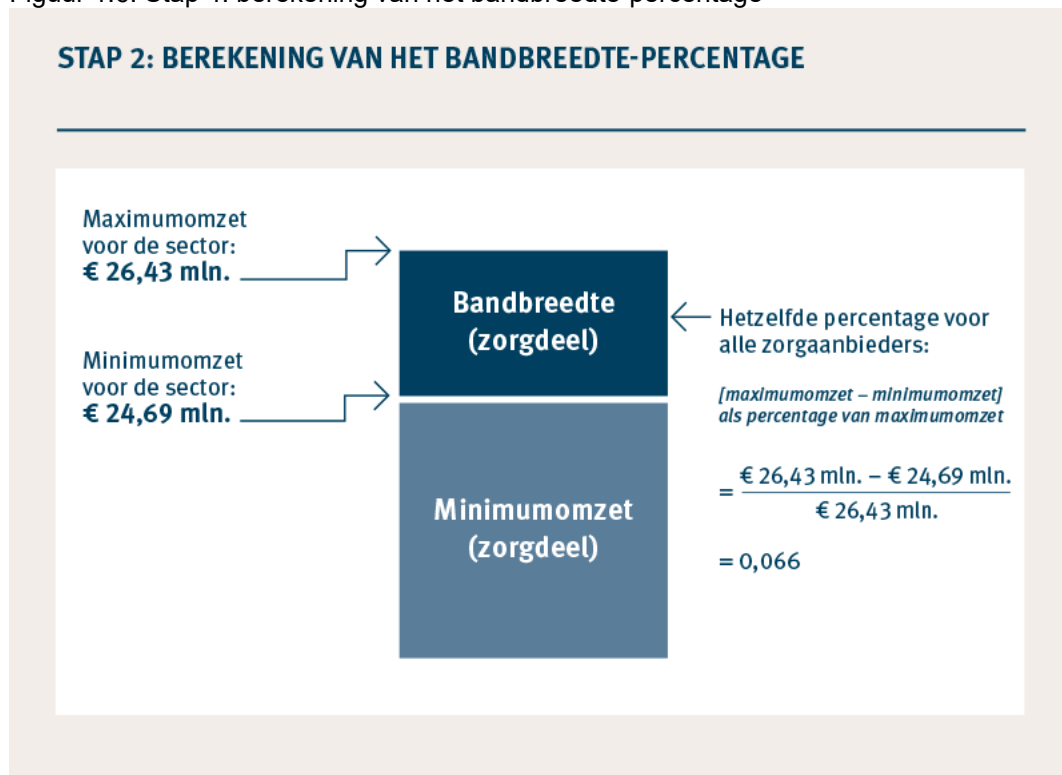 STAP 2: BEREKENING VAN HET BANDBREEDTE-PERCENTAGE
Maximumomzet
voor de sector:
€ 26,43 mln.
Minimumomzet
voor de sector:
€ 24,69 mln.
Bandbreedte
(zorgdeel)
Minimumomzet
(zorgdeel)
Hetzelfde percentage voor
alle zorgaanbieders:
[maximumomzet – minimumomzet]
als percentage van maximumomzet
= € 26,43 mln. – € 24,69 mln.
€ 26,43 mln.
= 0,066